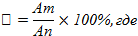 □ = Am/An × 100%, где